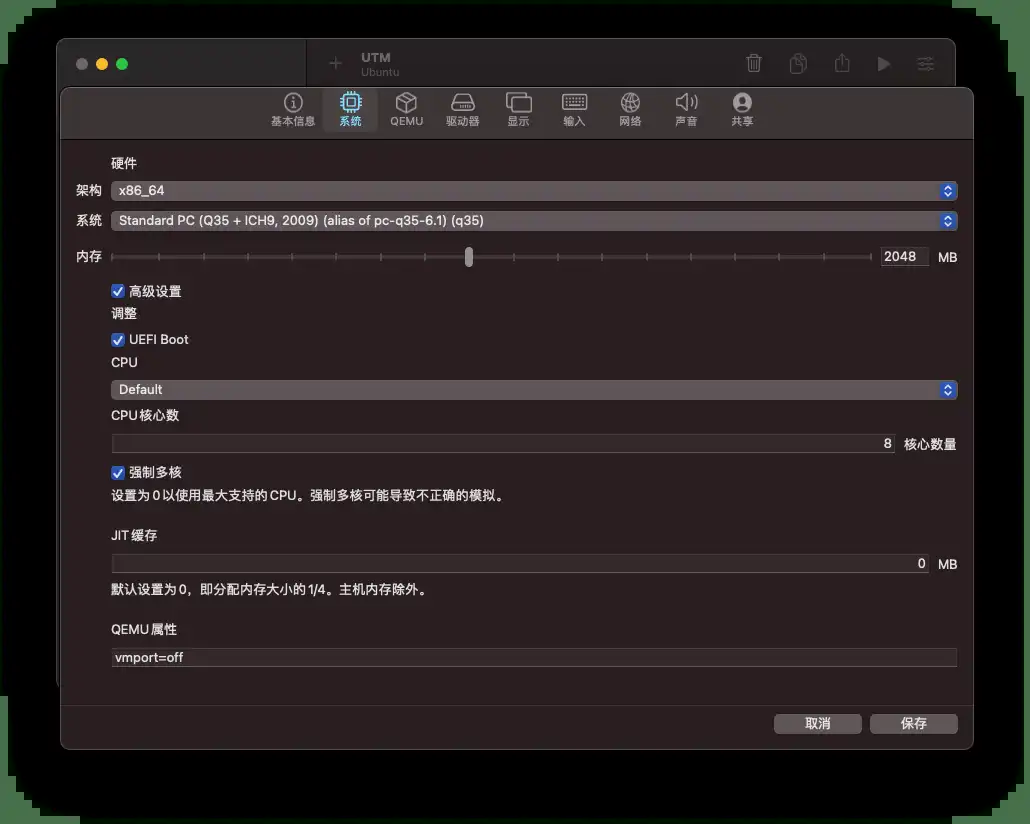 UTM
Ubuntu
基本信息
系统
QEMU
驱动器
显示
输入
网络
声音
共享
硬件
架构 x86_64
系统 Standard PC (Q35 + ICH9, 2009) (alias of pc-q35-6.1) (q35)
内存 2048 MB
高级设置
调整
UEFI Boot
CPU
Default
CPU核心数
8 核心数量
强制多核
设置为0以使用最大支持的CPU。强制多核可能导致不正确的模拟。
JIT缓存
0 MB
默认设置为0，即分配内存大小的1/4。主机内存除外。
QEMU属性
vmport=off
取消
保存